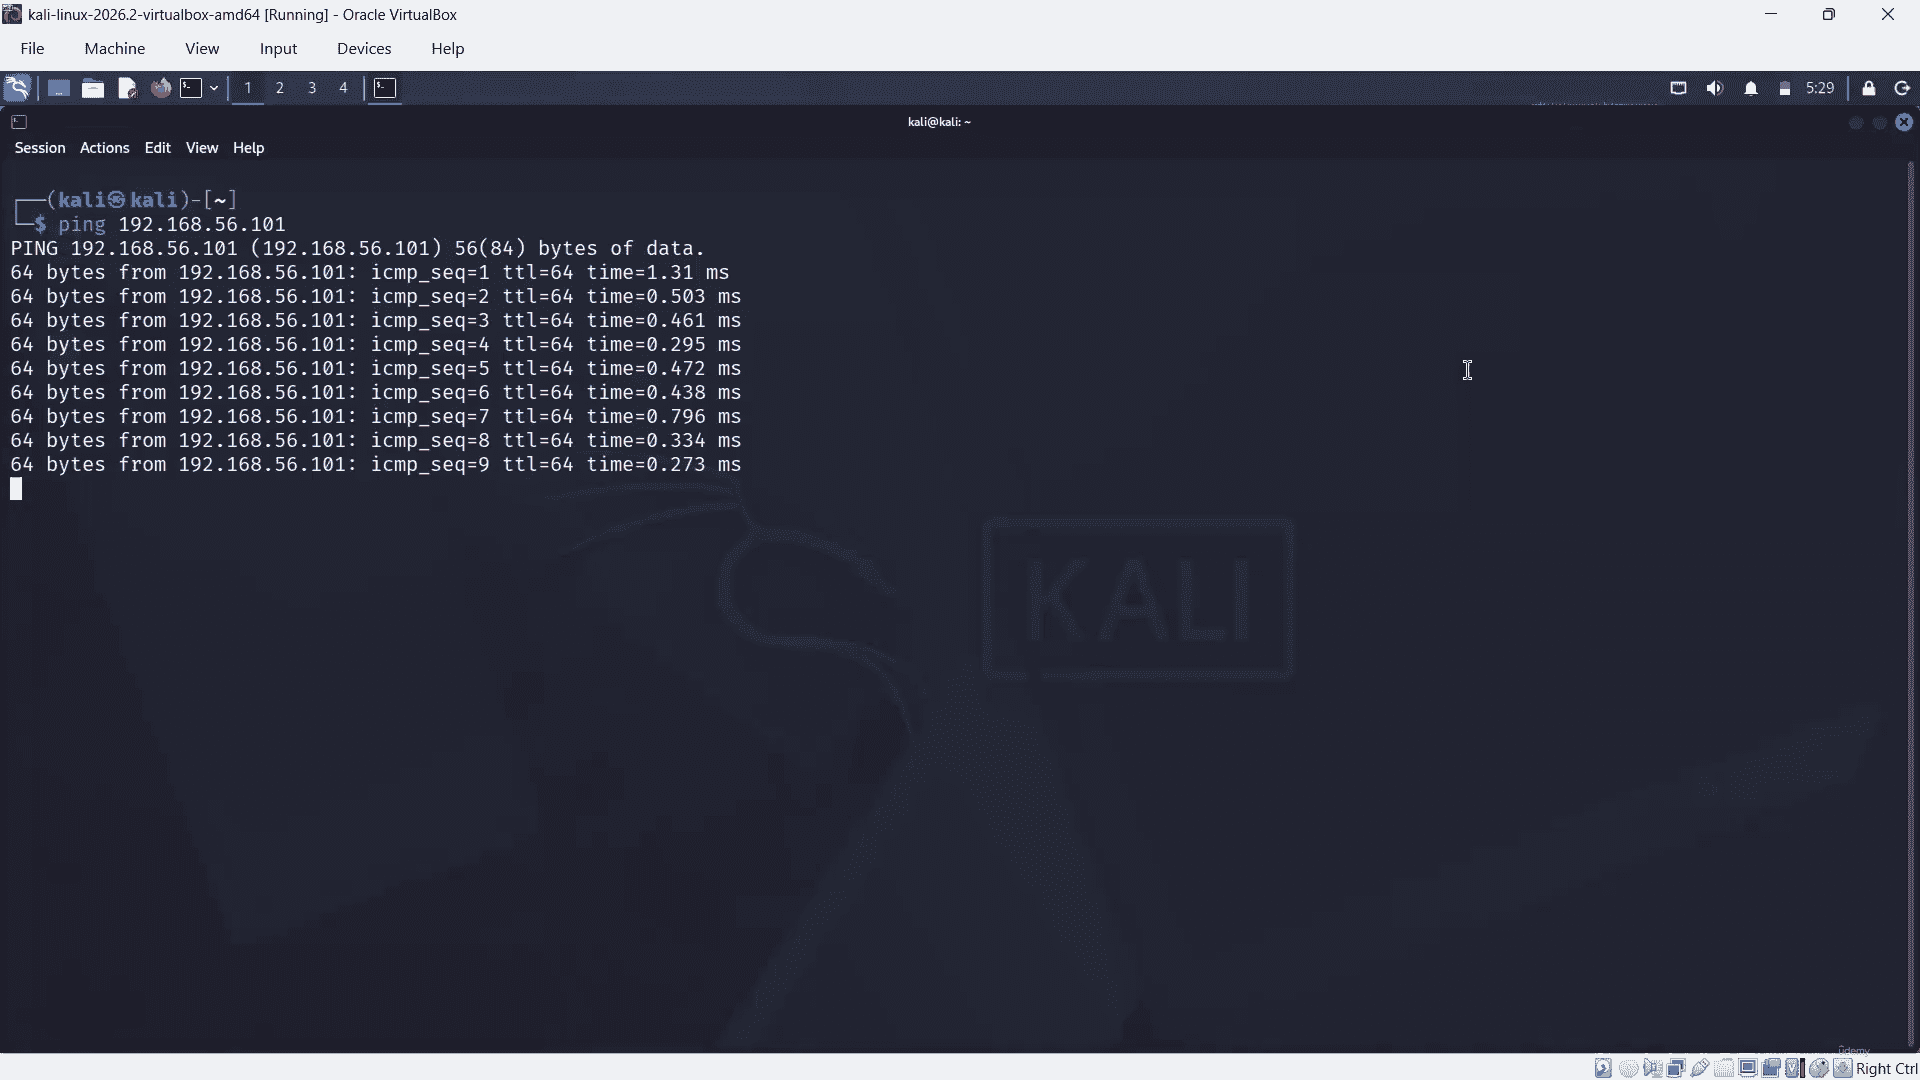 kali-linux-2026.2-virtualbox-amd64 [Running] - Oracle VirtualBox
File Machine View Input Devices Help
1 2 3 4 5:29
kali@kali: ~
Session Actions Edit View Help
┌──(kali㉿kali)-[~]
└─$ ping 192.168.56.101
PING 192.168.56.101 (192.168.56.101) 56(84) bytes of data.
64 bytes from 192.168.56.101: icmp_seq=1 ttl=64 time=1.31 ms
64 bytes from 192.168.56.101: icmp_seq=2 ttl=64 time=0.503 ms
64 bytes from 192.168.56.101: icmp_seq=3 ttl=64 time=0.461 ms
64 bytes from 192.168.56.101: icmp_seq=4 ttl=64 time=0.295 ms
64 bytes from 192.168.56.101: icmp_seq=5 ttl=64 time=0.472 ms
64 bytes from 192.168.56.101: icmp_seq=6 ttl=64 time=0.438 ms
64 bytes from 192.168.56.101: icmp_seq=7 ttl=64 time=0.796 ms
64 bytes from 192.168.56.101: icmp_seq=8 ttl=64 time=0.334 ms
64 bytes from 192.168.56.101: icmp_seq=9 ttl=64 time=0.273 ms
KALI
ûdemy
Right Ctrl